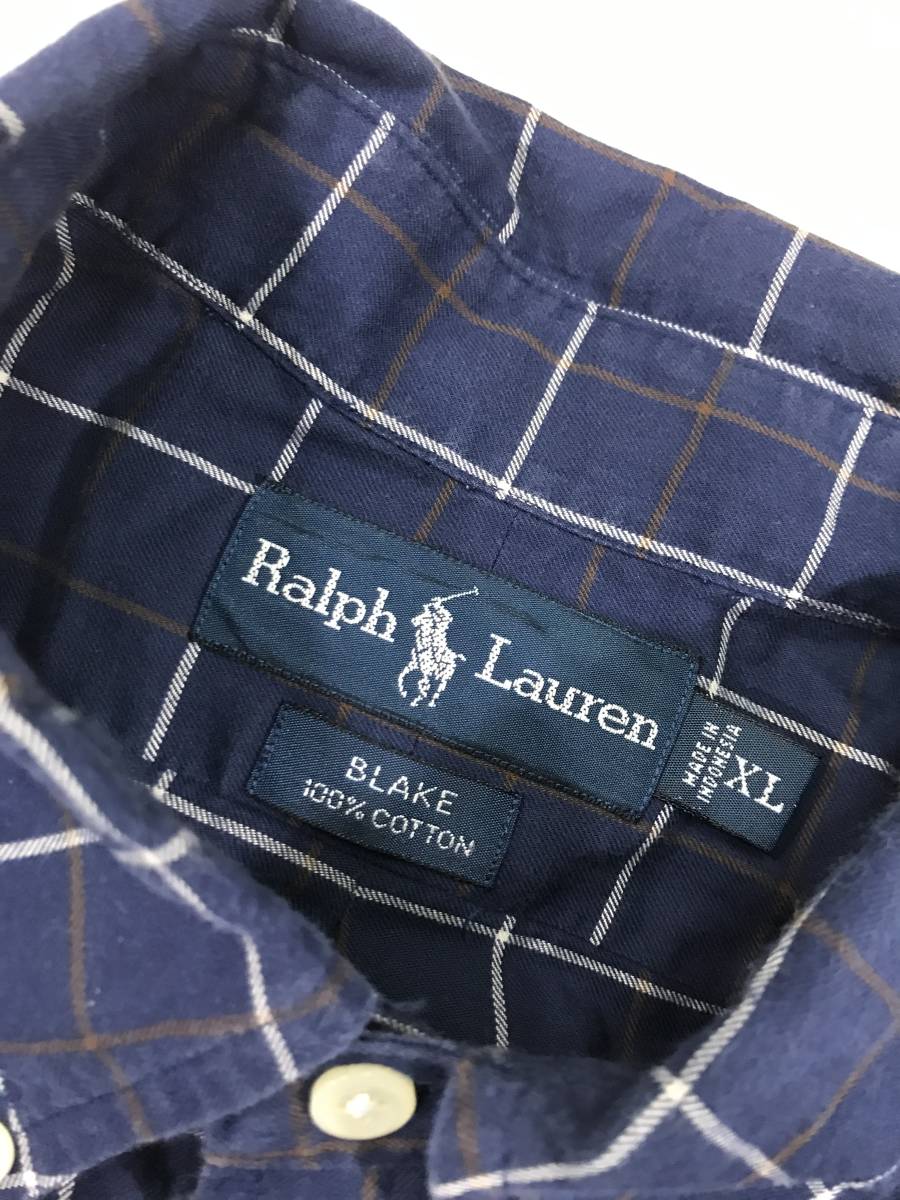 Ralph Lauren
MADE IN
INDONESIA
XL
BLAKE
100% COTTON